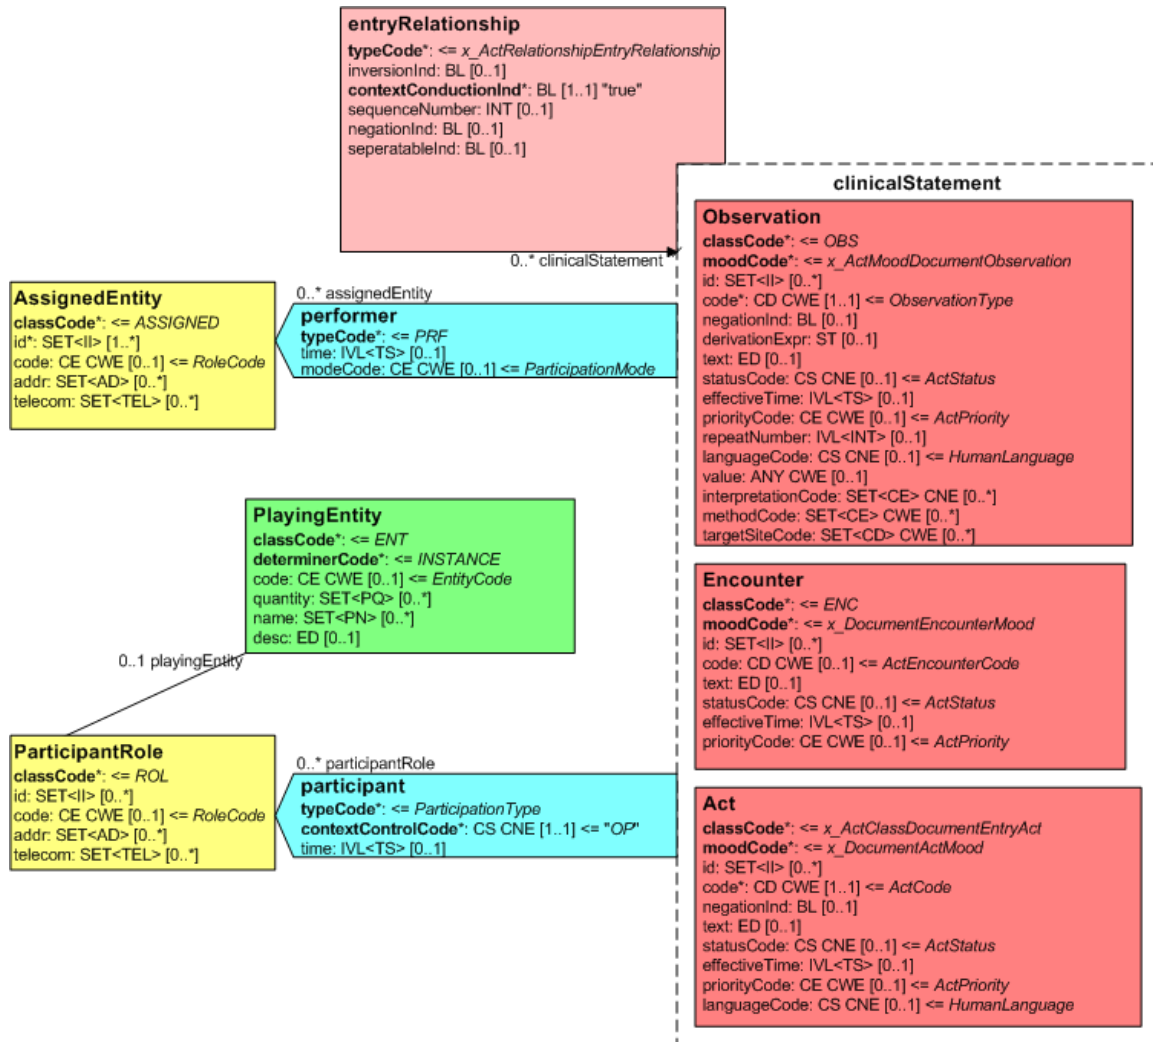 entryRelationship
typeCode*: <= x_ActRelationshipEntryRelationship
inversionInd: BL [0..1]
contextConductionInd*: BL [1..1] "true"
sequenceNumber: INT [0..1]
negationInd: BL [0..1]
seperatableInd: BL [0..1]
0..* clinicalStatement
clinicalStatement
Observation
classCode*: <= OBS
moodCode*: <= x_ActMoodDocumentObservation
id: SET<II> [0..*]
code*: CD CWE [1..1] <= ObservationType
negationInd: BL [0..1]
derivationExpr: ST [0..1]
text: ED [0..1]
statusCode: CS CNE [0..1] <= ActStatus
effectiveTime: IVL<TS> [0..1]
priorityCode: CE CWE [0..1] <= ActPriority
repeatNumber: IVL<INT> [0..1]
languageCode: CS CNE [0..1] <= HumanLanguage
value: ANY CWE [0..1]
interpretationCode: SET<CE> CNE [0..*]
methodCode: SET<CE> CWE [0..*]
targetSiteCode: SET<CD> CWE [0..*]
AssignedEntity
classCode*: <= ASSIGNED
id*: SET<II> [1..*]
code: CE CWE [0..1] <= RoleCode
addr: SET<AD> [0..*]
telecom: SET<TEL> [0..*]
0..* assignedEntity
performer
typeCode*: <= PRF
time: IVL<TS> [0..1]
modeCode: CE CWE [0..1] <= ParticipationMode
PlayingEntity
classCode*: <= ENT
determinerCode*: <= INSTANCE
code: CE CWE [0..1] <= EntityCode
quantity: SET<PQ> [0..*]
name: SET<PN> [0..*]
desc: ED [0..1]
0..1 playingEntity
Encounter
classCode*: <= ENC
moodCode*: <= x_DocumentEncounterMood
id: SET<II> [0..*]
code: CD CWE [0..1] <= ActEncounterCode
text: ED [0..1]
statusCode: CS CNE [0..1] <= ActStatus
effectiveTime: IVL<TS> [0..1]
priorityCode: CE CWE [0..1] <= ActPriority
ParticipantRole
classCode*: <= ROL
id: SET<II> [0..*]
code: CE CWE [0..1] <= RoleCode
addr: SET<AD> [0..*]
telecom: SET<TEL> [0..*]
0..* participantRole
participant
typeCode*: <= ParticipationType
contextControlCode*: CS CNE [1..1] <= "OP"
time: IVL<TS> [0..1]
Act
classCode*: <= x_ActClassDocumentEntryAct
moodCode*: <= x_DocumentActMood
id: SET<II> [0..*]
code*: CD CWE [1..1] <= ActCode
negationInd: BL [0..1]
text: ED [0..1]
statusCode: CS CNE [0..1] <= ActStatus
effectiveTime: IVL<TS> [0..1]
priorityCode: CE CWE [0..1] <= ActPriority
languageCode: CS CNE [0..1] <= HumanLanguage